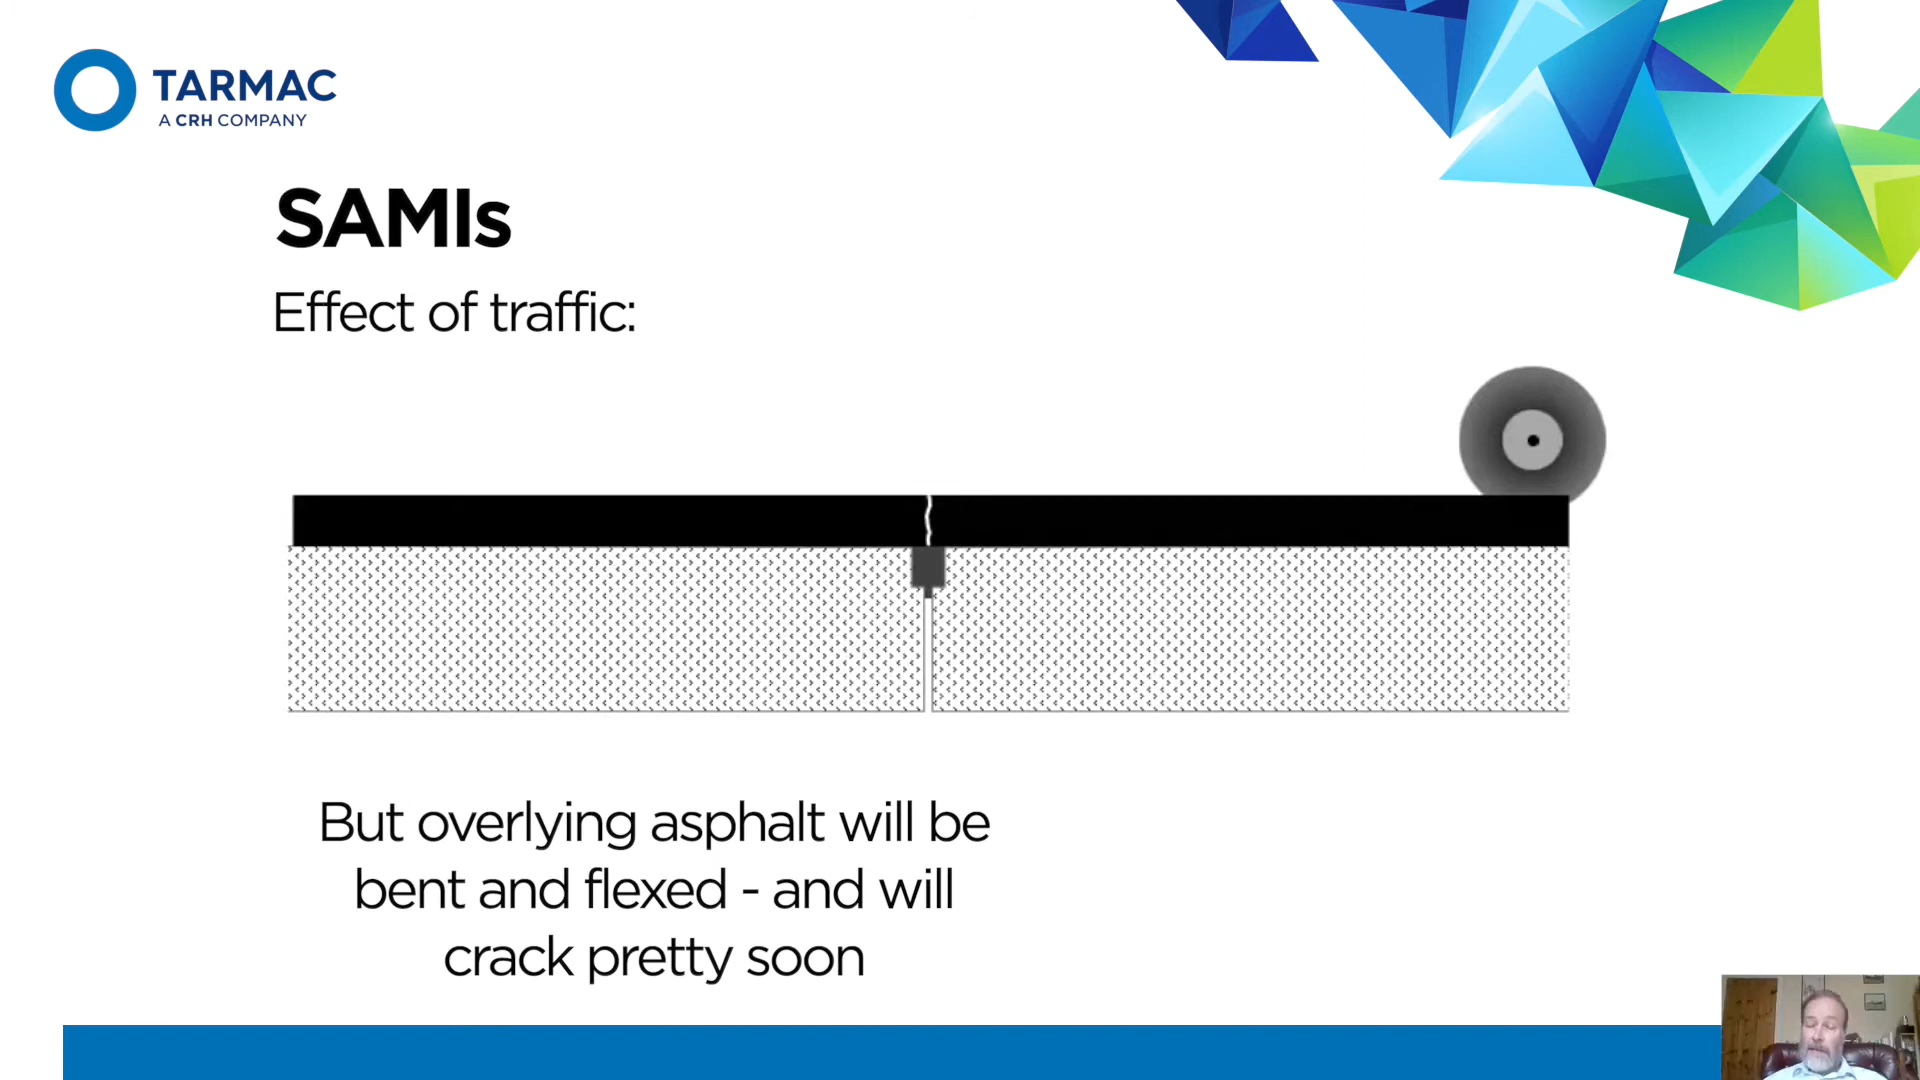 TARMAC
A CRH COMPANY
SAMIs
Effect of traffic:
But overlying asphalt will be
bent and flexed - and will
crack pretty soon